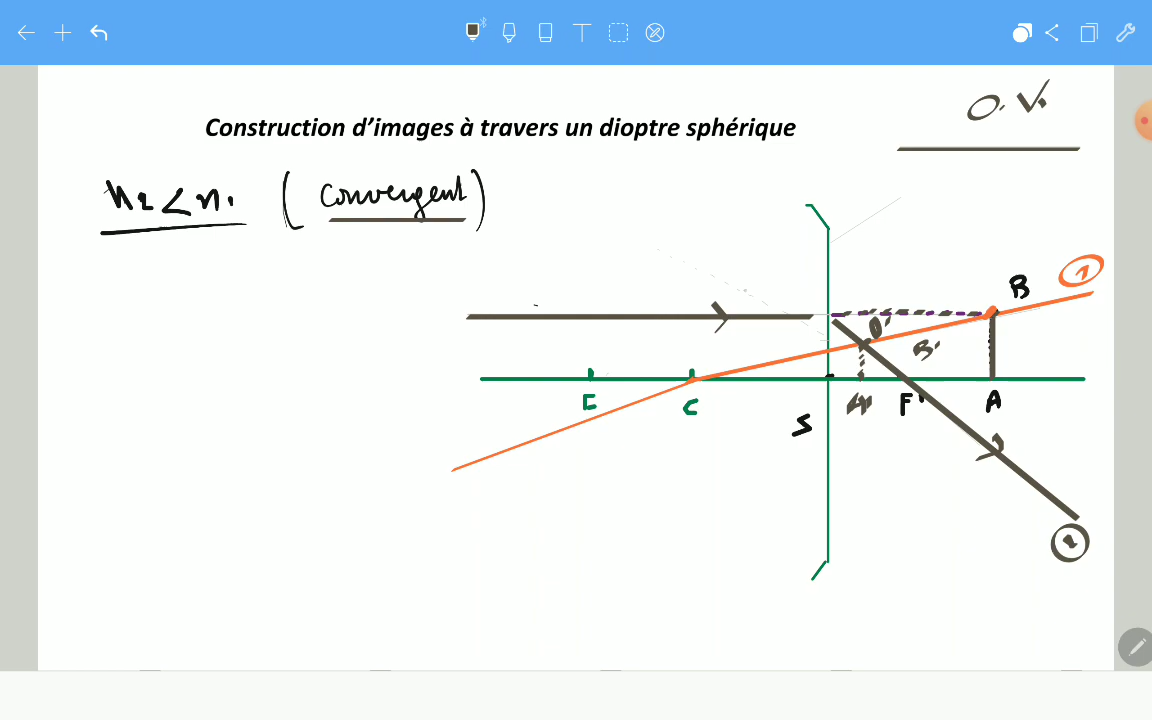 O.V.
Construction d'images à travers un dioptre sphérique
n2 < n1 (Convergent)
1
B
B'
F C S A' F' A
2